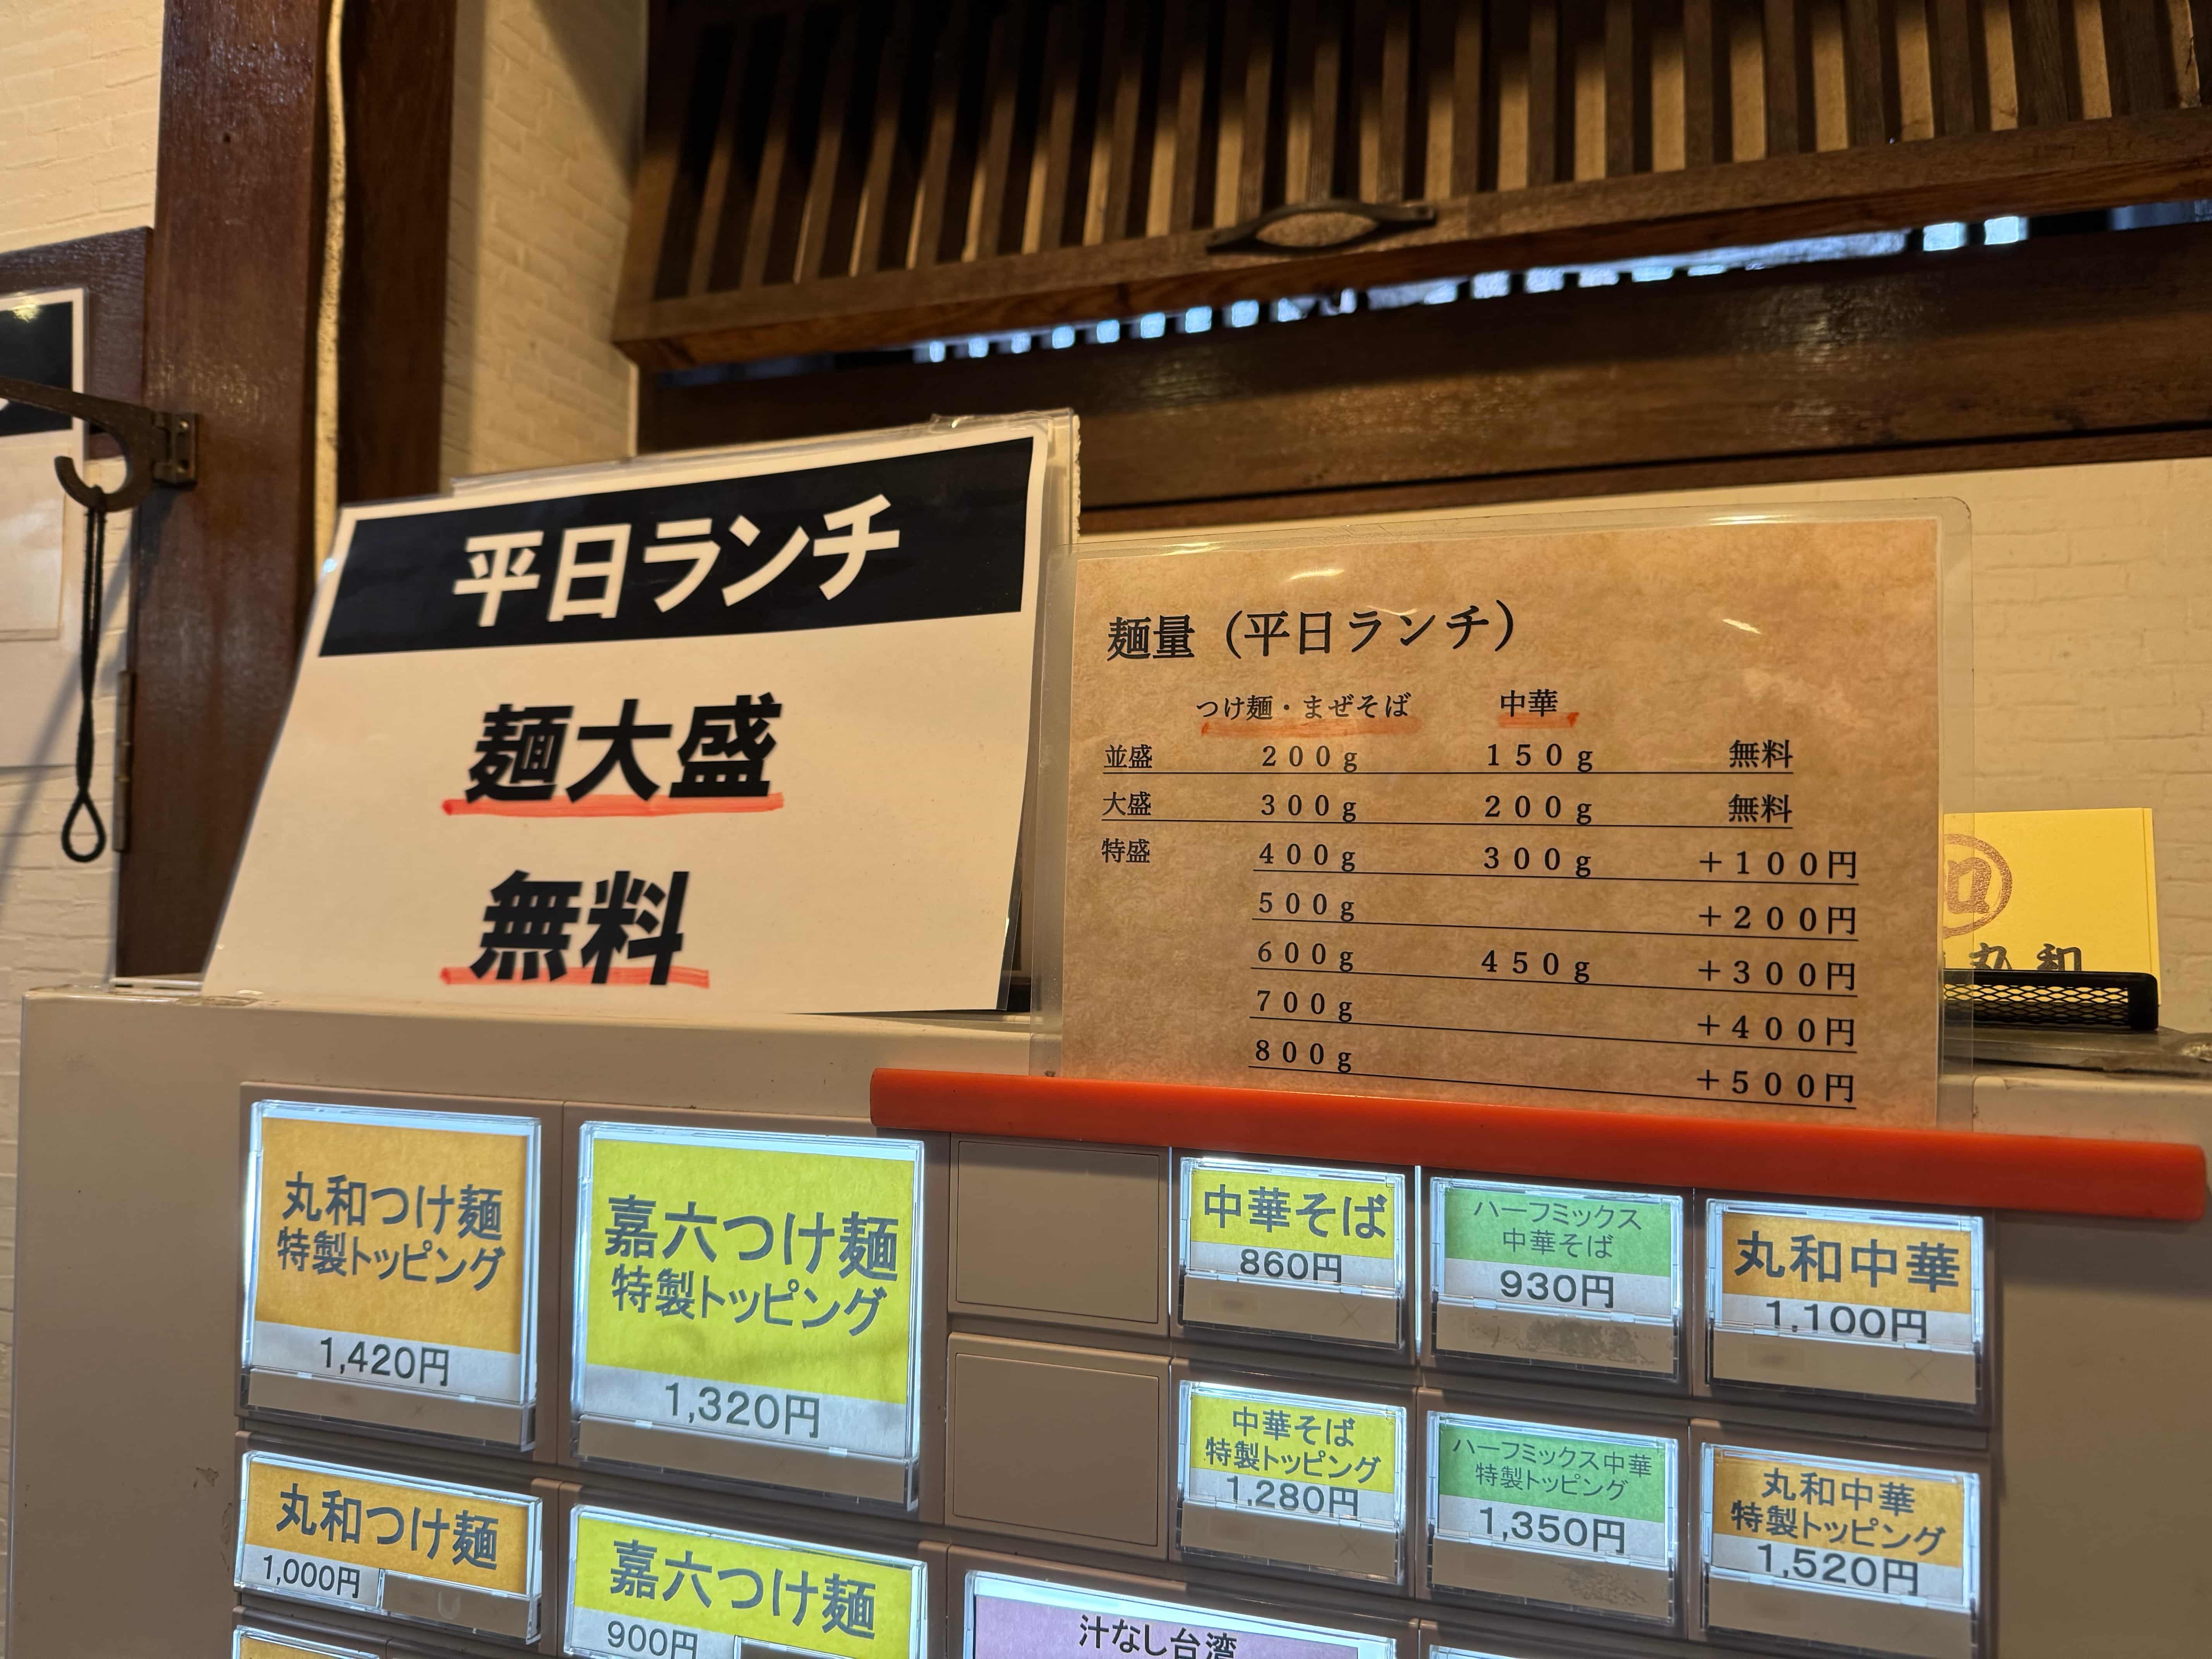 平日ランチ
麺大盛
無料
麺量（平日ランチ）
つけ麺・まぜそば 中華
並盛 200g 150g 無料
大盛 300g 200g 無料
特盛 400g 300g +100円
500g +200円
600g 450g +300円
700g +400円
800g +500円
丸和
丸和つけ麺
特製トッピング
1,420円
嘉六つけ麺
特製トッピング
1,320円
中華そば
860円
ハーフミックス
中華そば
930円
丸和中華
1,100円
中華そば
特製トッピング
1,280円
ハーフミックス中華
特製トッピング
1,350円
丸和中華
特製トッピング
1,520円
丸和つけ麺
1,000円
嘉六つけ麺
900円
汁なし台湾